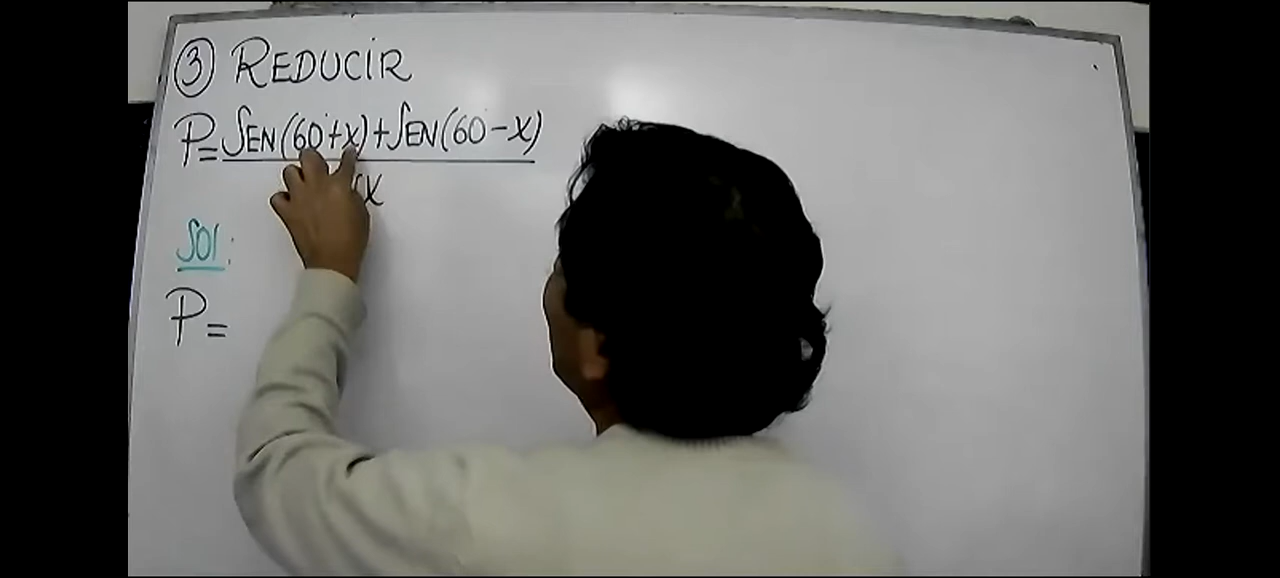 ③ REDUCIR
P= SEN(60°+x)+SEN(60°-x)
x
SOl:
P=